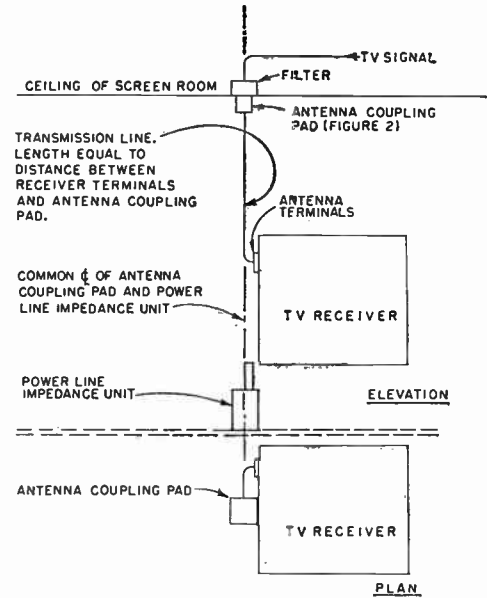 TV SIGNAL
FILTER
CEILING OF SCREEN ROOM
ANTENNA COUPLING
PAD (FIGURE 2)
TRANSMISSION LINE.
LENGTH EQUAL TO
DISTANCE BETWEEN
RECEIVER TERMINALS
AND ANTENNA COUPLING
PAD.
ANTENNA
TERMINALS
COMMON ℄ OF ANTENNA
COUPLING PAD AND POWER
LINE IMPEDANCE UNIT
TV RECEIVER
POWER LINE
IMPEDANCE UNIT
ELEVATION
ANTENNA COUPLING PAD
TV RECEIVER
PLAN